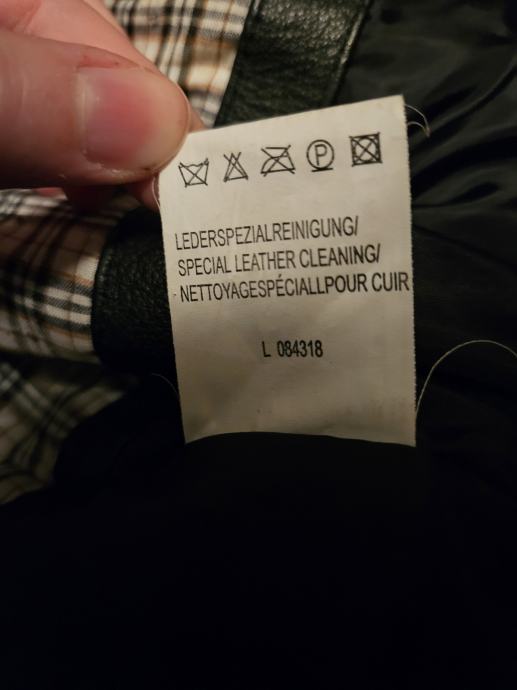 P
LEDERSPEZIALREINIGUNG/
SPECIAL LEATHER CLEANING/
NETTOYAGESPÉCIALLPOUR CUIR
L 084318